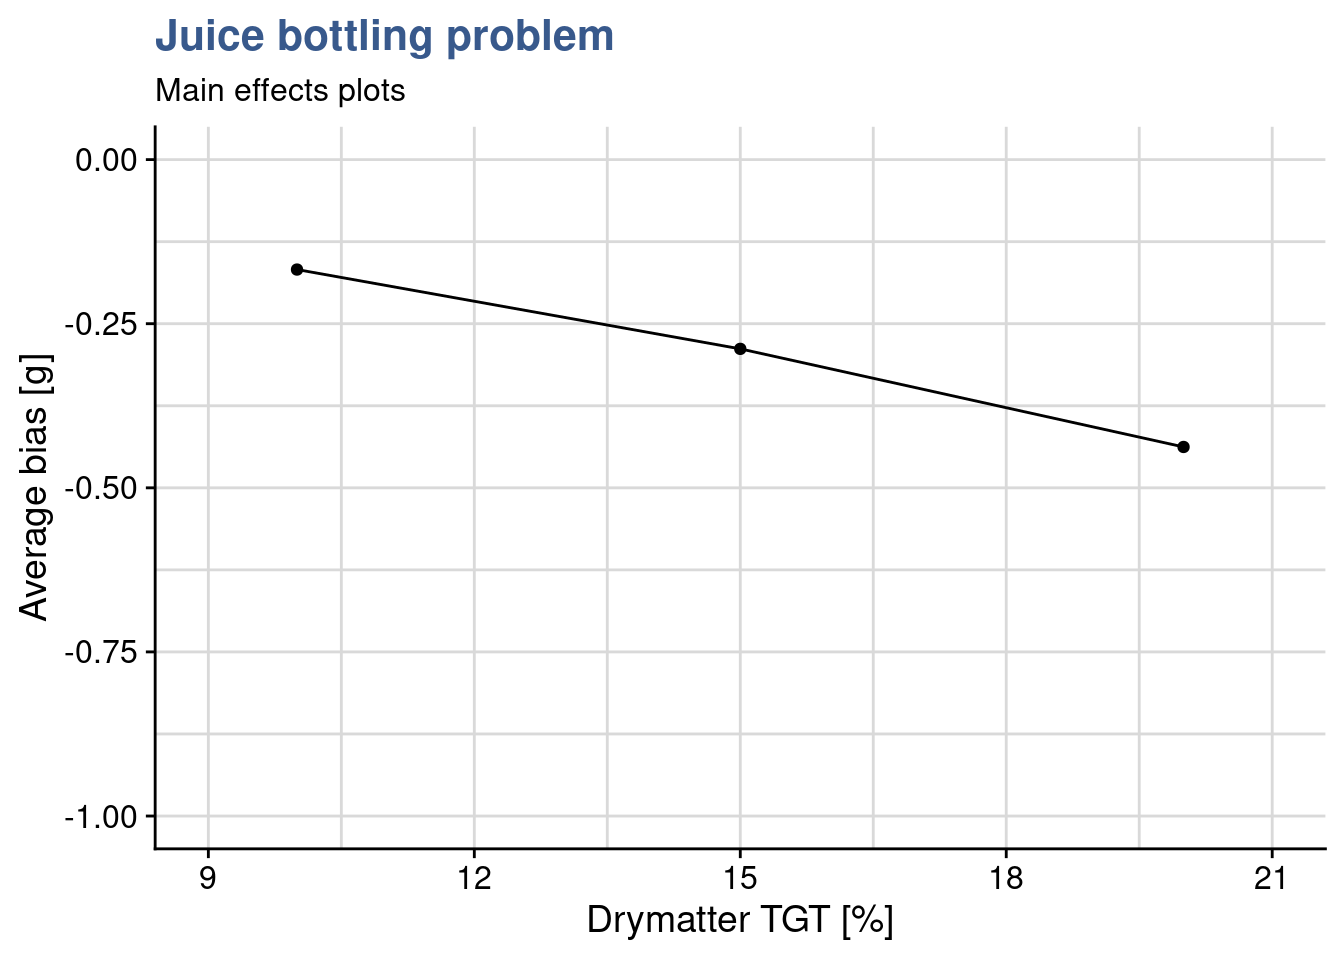 Juice bottling problem
Main effects plots
0.00
-0.25
-0.50
-0.75
-1.00
Average bias [g]
9 12 15 18 21
Drymatter TGT [%]